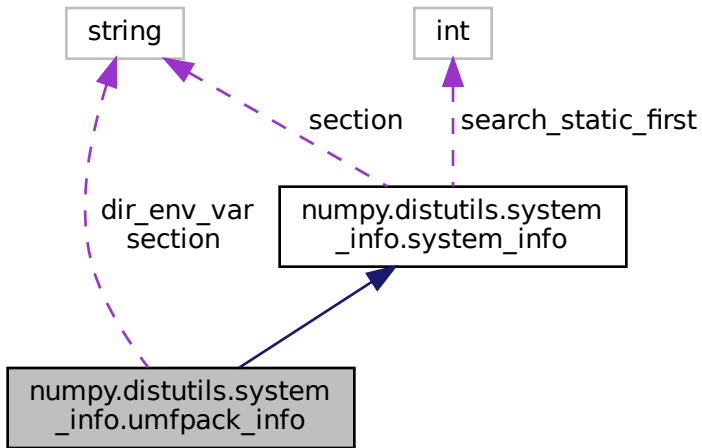 string
int
section
search_static_first
numpy.distutils.system
_info.system_info
dir_env_var
section
numpy.distutils.system
_info.umfpack_info